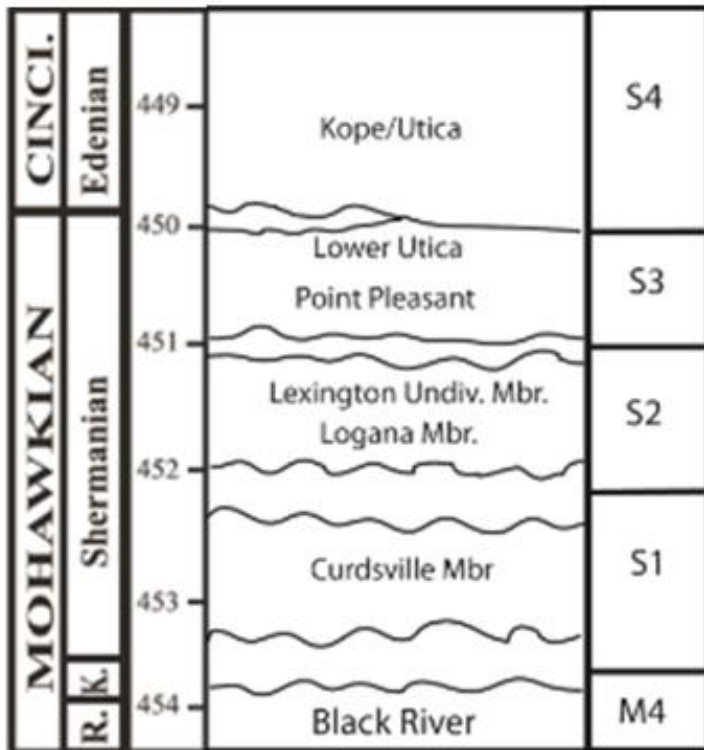 CINCI.
Edenian
MOHAWKIAN
Shermanian
K.
R.
449
450
451
452
453
454
Kope/Utica
Lower Utica
Point Pleasant
Lexington Undiv. Mbr.
Logana Mbr.
Curdsville Mbr
Black River
S4
S3
S2
S1
M4